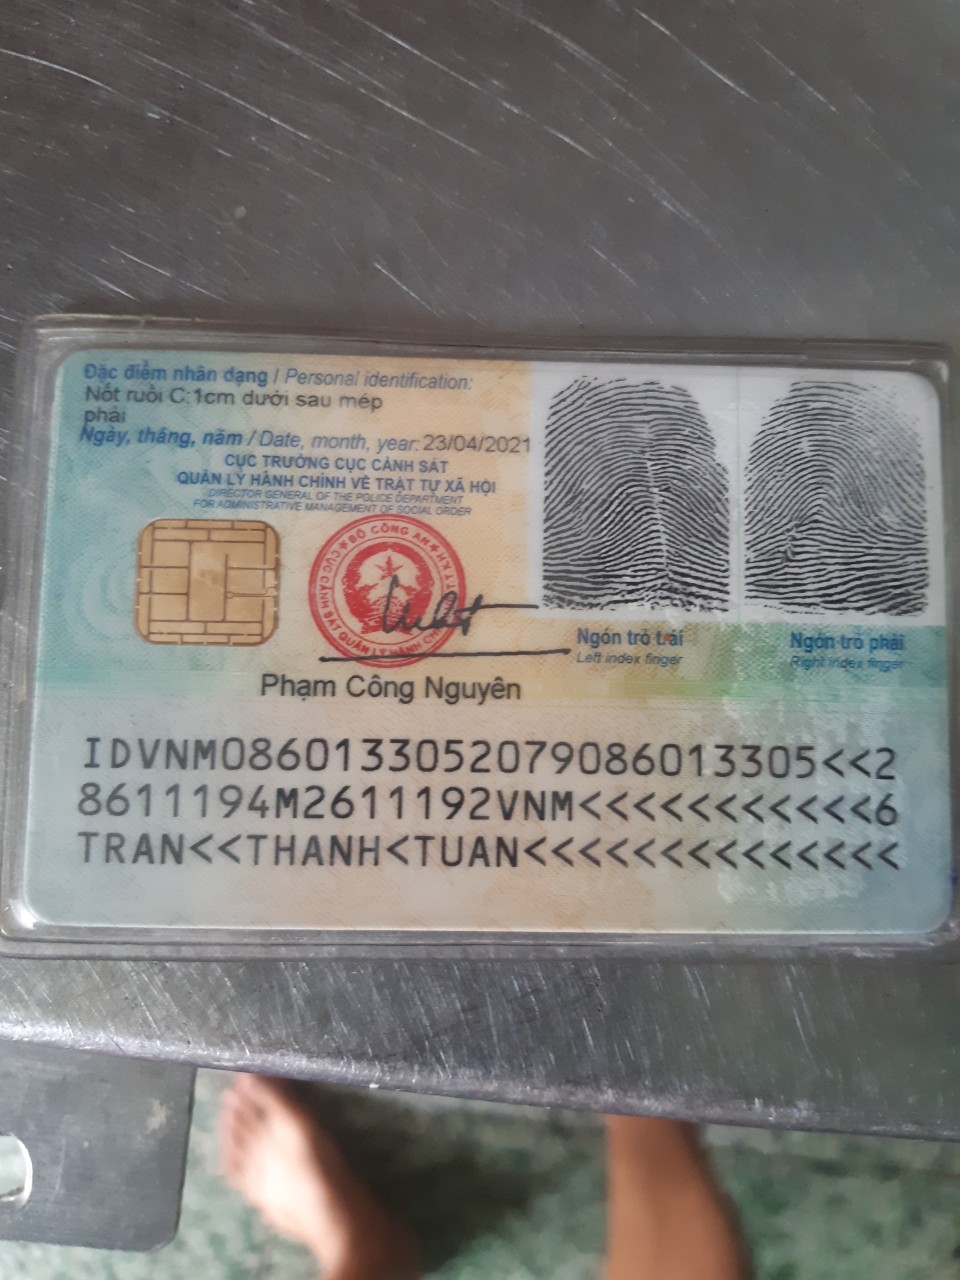 Đặc điểm nhân dạng / Personal identification:
Nốt ruồi C:1cm dưới sau mép
phải
Ngày, tháng, năm / Date, month, year: 23/04/2021
CỤC TRƯỞNG CỤC CẢNH SÁT
QUẢN LÝ HÀNH CHÍNH VỀ TRẬT TỰ XÃ HỘI
DIRECTOR GENERAL OF THE POLICE DEPARTMENT
FOR ADMINISTRATIVE MANAGEMENT OF SOCIAL ORDER
BỘ CÔNG AN
CỤC CẢNH SÁT QUẢN LÝ HÀNH CHÍNH
Phạm Công Nguyên
Ngón trỏ trái
Left index finger
Ngón trỏ phải
Right index finger
IDVNM0860133052079086013305<<2
8611194M2611192VNM<<<<<<<<<<<6
TRAN<<THANH<TUAN<<<<<<<<<<<<<<